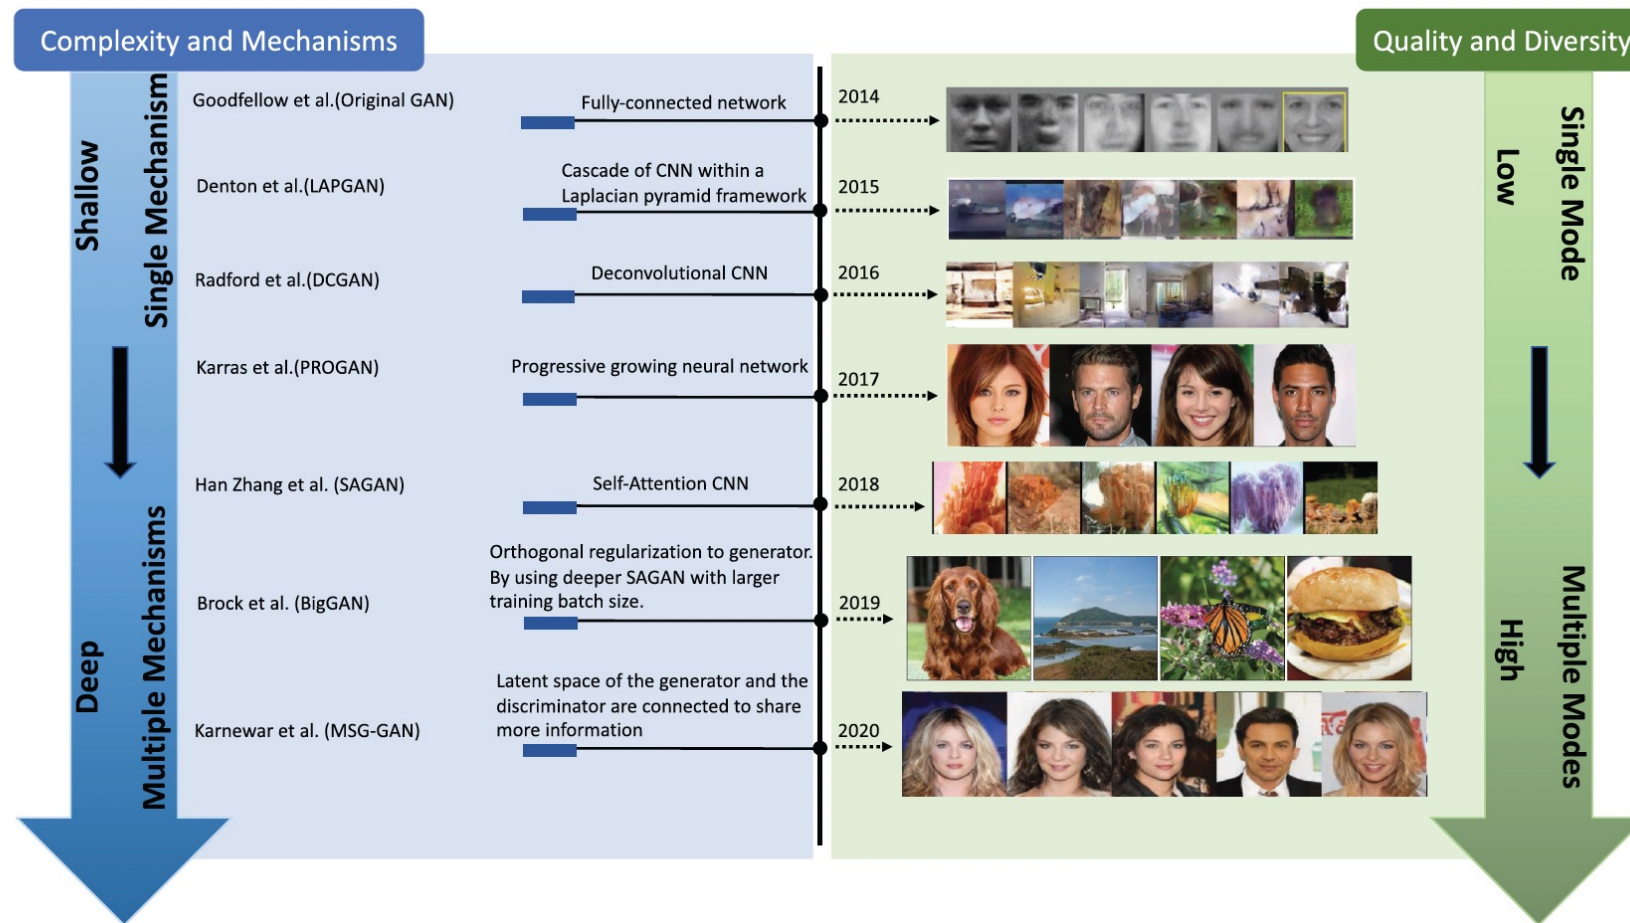 Complexity and Mechanisms
Quality and Diversity
Shallow
Single Mechanism
Deep
Multiple Mechanisms
Goodfellow et al.(Original GAN)
Fully-connected network
2014
Denton et al.(LAPGAN)
Cascade of CNN within a
Laplacian pyramid framework
2015
Radford et al.(DCGAN)
Deconvolutional CNN
2016
Karras et al.(PROGAN)
Progressive growing neural network
2017
Han Zhang et al. (SAGAN)
Self-Attention CNN
2018
Brock et al. (BigGAN)
Orthogonal regularization to generator.
By using deeper SAGAN with larger
training batch size.
2019
Karnewar et al. (MSG-GAN)
Latent space of the generator and the
discriminator are connected to share
more information
2020
Low
Single Mode
High
Multiple Modes